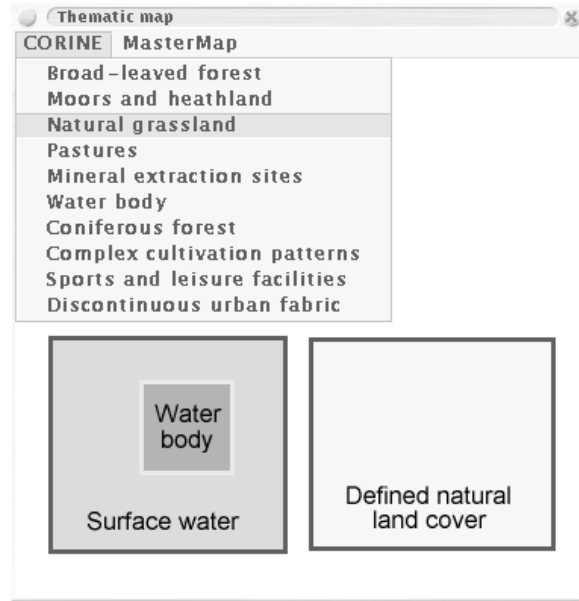 Thematic map
CORINE MasterMap
Broad-leaved forest
Moors and heathland
Natural grassland
Pastures
Mineral extraction sites
Water body
Coniferous forest
Complex cultivation patterns
Sports and leisure facilities
Discontinuous urban fabric
Water
body
Surface water
Defined natural
land cover